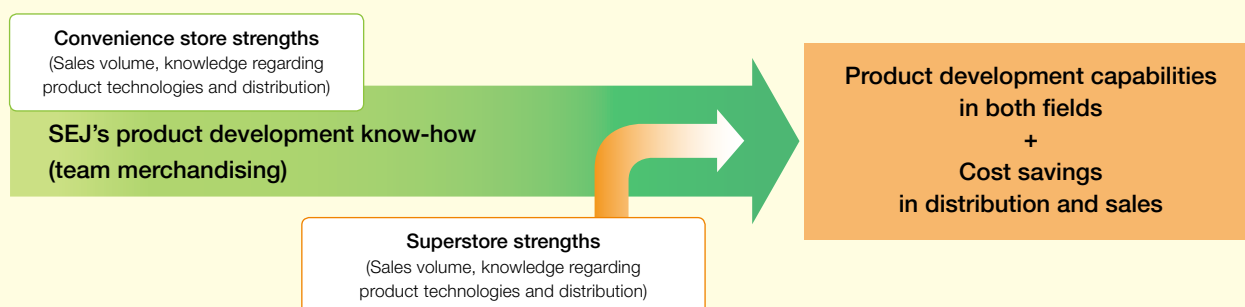 Convenience store strengths
(Sales volume, knowledge regarding
product technologies and distribution)
SEJ's product development know-how
(team merchandising)
Superstore strengths
(Sales volume, knowledge regarding
product technologies and distribution)
Product development capabilities
in both fields
+
Cost savings
in distribution and sales